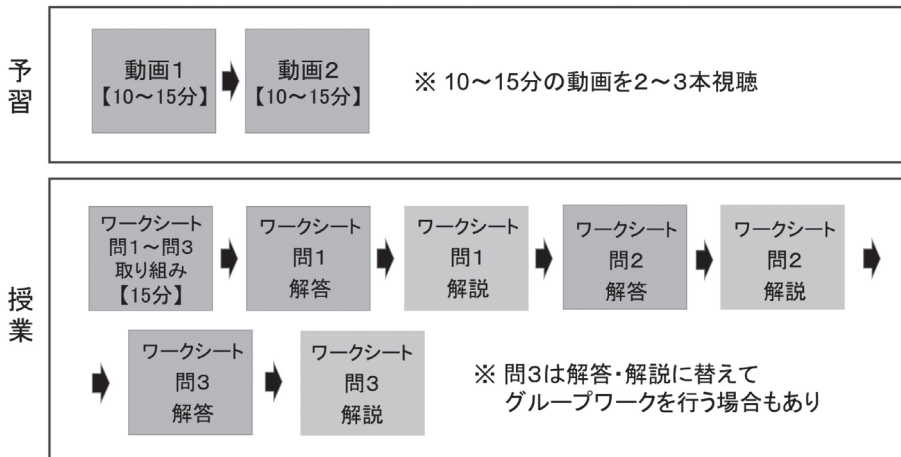 予習
動画1
【10～15分】
動画2
【10～15分】
※ 10～15分の動画を2～3本視聴
授業
ワークシート
問1～問3
取り組み
【15分】
ワークシート
問1
解答
ワークシート
問1
解説
ワークシート
問2
解答
ワークシート
問2
解説
ワークシート
問3
解答
ワークシート
問3
解説
※ 問3は解答・解説に替えて
グループワークを行う場合もあり